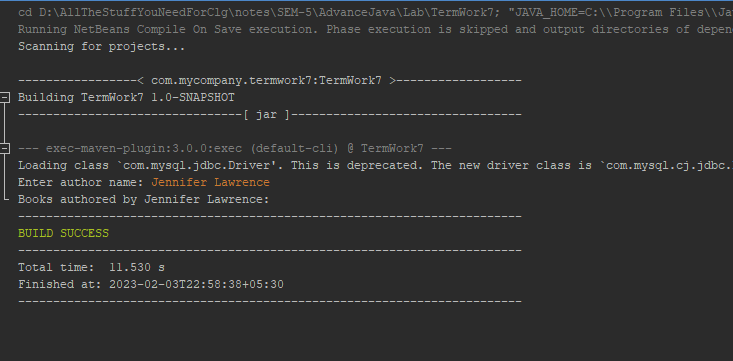 cd D:\AllTheStuffYouNeedForClg\notes\SEM-5\AdvanceJava\Lab\TermWork7; "JAVA_HOME=C:\\Program Files\\Ja
Running NetBeans Compile On Save execution. Phase execution is skipped and output directories of depen
Scanning for projects...
-----------------< com.mycompany.termwork7:TermWork7 >------------------
Building TermWork7 1.0-SNAPSHOT
--------------------------------[ jar ]---------------------------------
--- exec-maven-plugin:3.0.0:exec (default-cli) @ TermWork7 ---
Loading class `com.mysql.jdbc.Driver'. This is deprecated. The new driver class is `com.mysql.cj.jdbc.
Enter author name: Jennifer Lawrence
Books authored by Jennifer Lawrence:
------------------------------------------------------------------------
BUILD SUCCESS
------------------------------------------------------------------------
Total time:  11.530 s
Finished at: 2023-02-03T22:58:38+05:30
------------------------------------------------------------------------